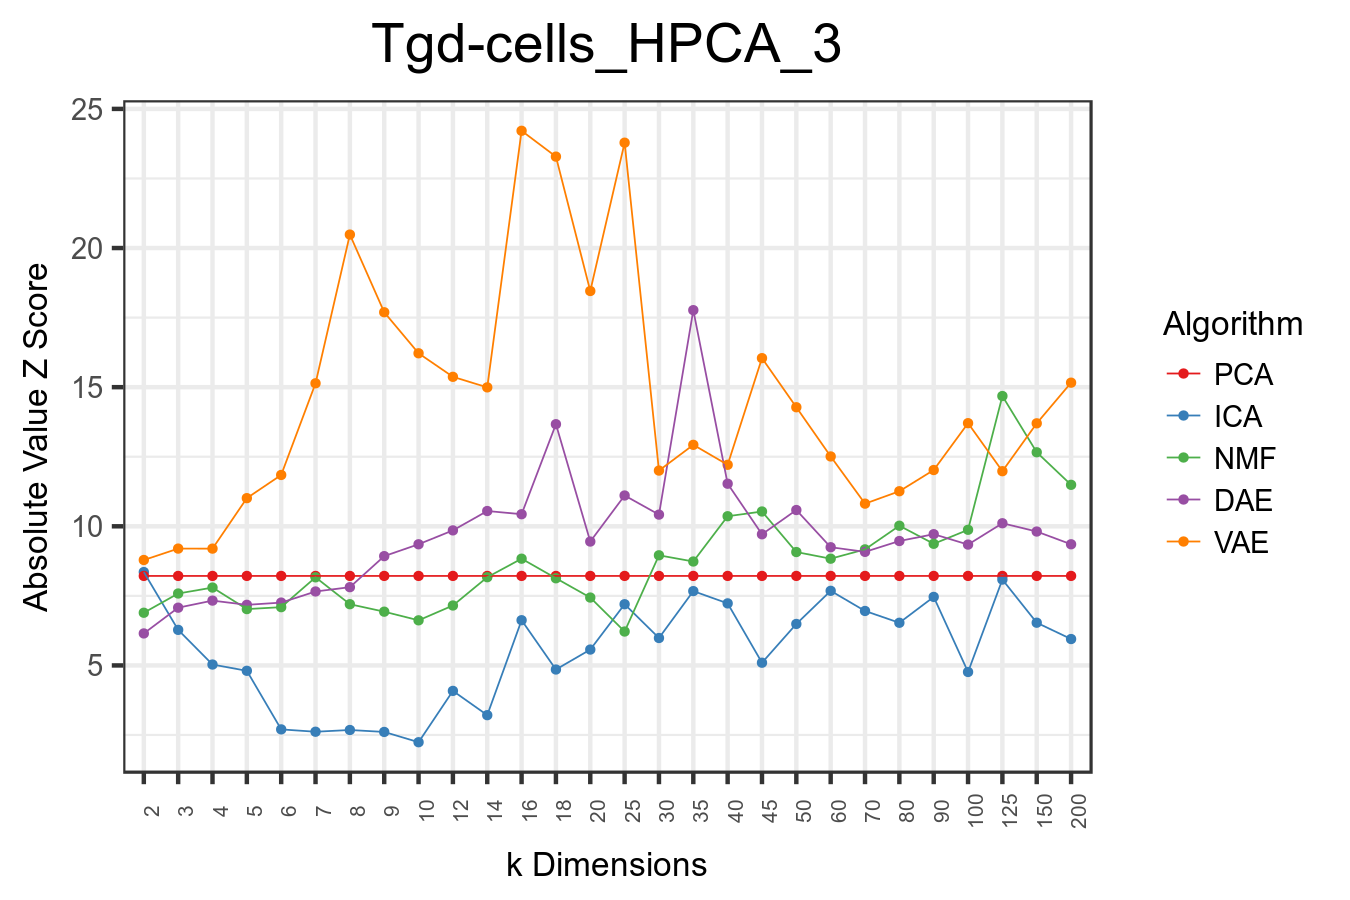 Tgd-cells_HPCA_3
Absolute Value Z Score
25
20
15
10
5
2 3 4 5 6 7 8 9 10 12 14 16 18 20 25 30 35 40 45 50 60 70 80 90 100 125 150 200
k Dimensions
Algorithm
PCA
ICA
NMF
DAE
VAE